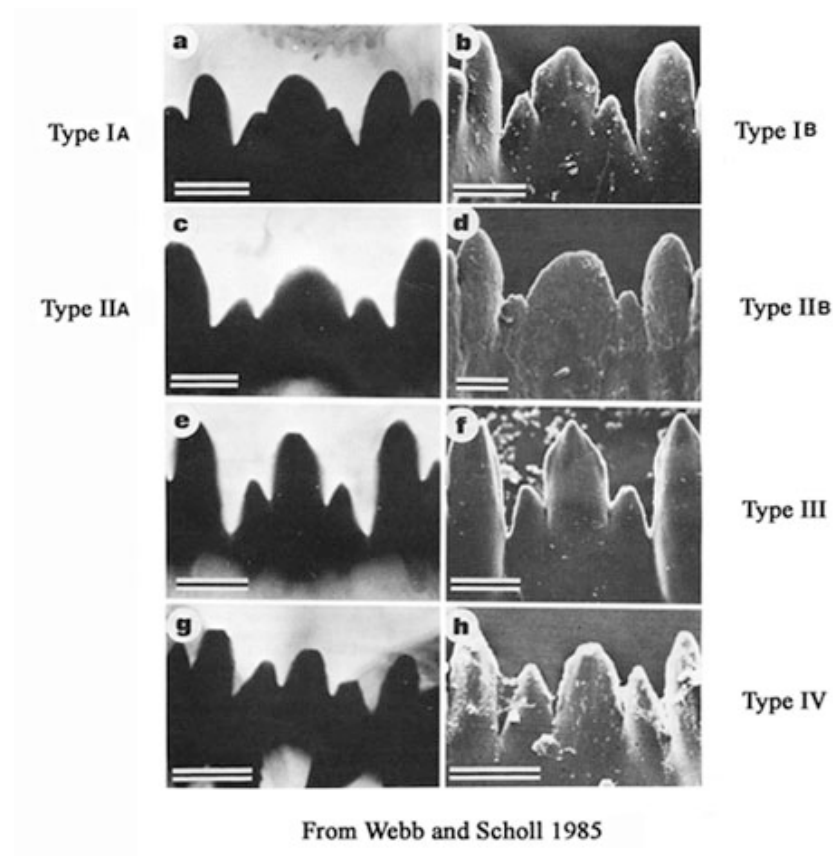 a
b
Type IA
Type IB
c
d
Type IIA
Type IIB
e
f
Type III
g
h
Type IV
From Webb and Scholl 1985